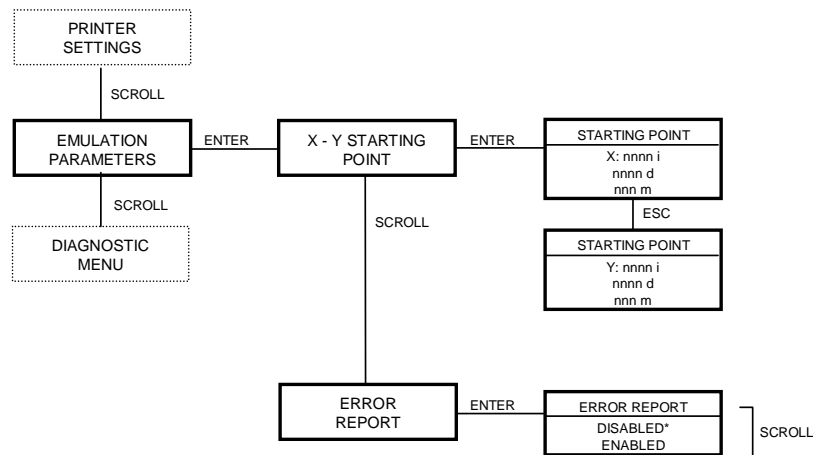 PRINTER
SETTINGS
SCROLL
EMULATION
PARAMETERS
ENTER
X - Y STARTING
POINT
ENTER
STARTING POINT
X: nnnn i
nnnn d
nnn m
SCROLL
ESC
SCROLL
DIAGNOSTIC
MENU
STARTING POINT
Y: nnnn i
nnnn d
nnn m
ERROR
REPORT
ENTER
ERROR REPORT
DISABLED*
ENABLED
SCROLL